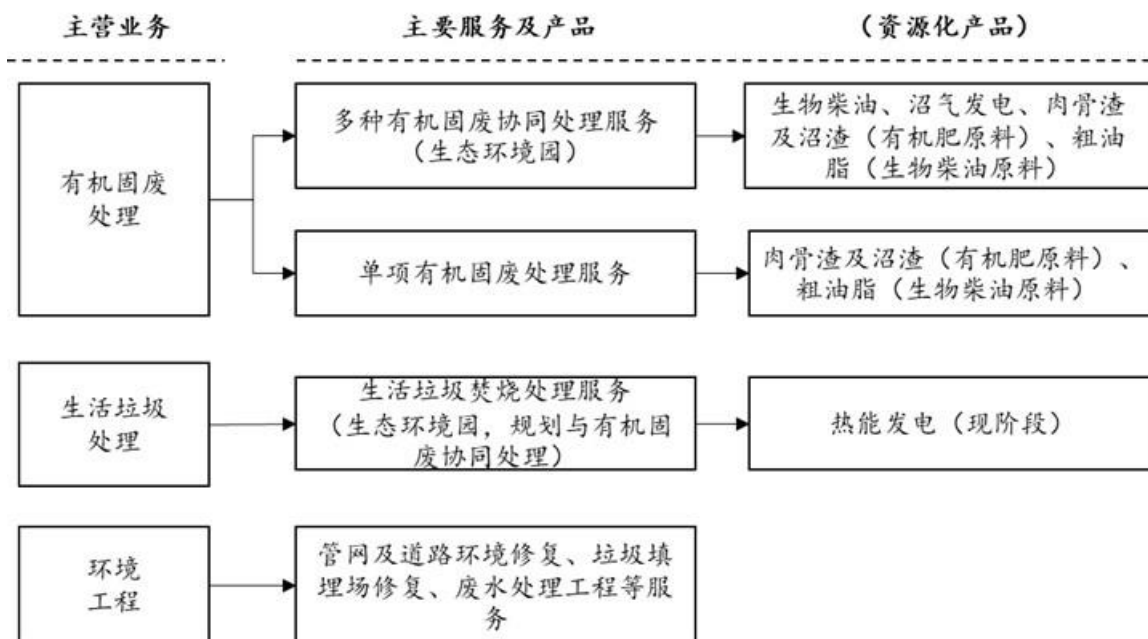 主营业务
主要服务及产品
（资源化产品）
有机固废
处理
多种有机固废协同处理服务
（生态环境园）
生物柴油、沼气发电、肉骨渣
及沼渣（有机肥原料）、粗油
脂（生物柴油原料）
单项有机固废处理服务
肉骨渣及沼渣（有机肥原料）、
粗油脂（生物柴油原料）
生活垃圾
处理
生活垃圾焚烧处理服务
（生态环境园，规划与有机固
废协同处理）
热能发电（现阶段）
环境
工程
管网及道路环境修复、垃圾填
埋场修复、废水处理工程等服
务